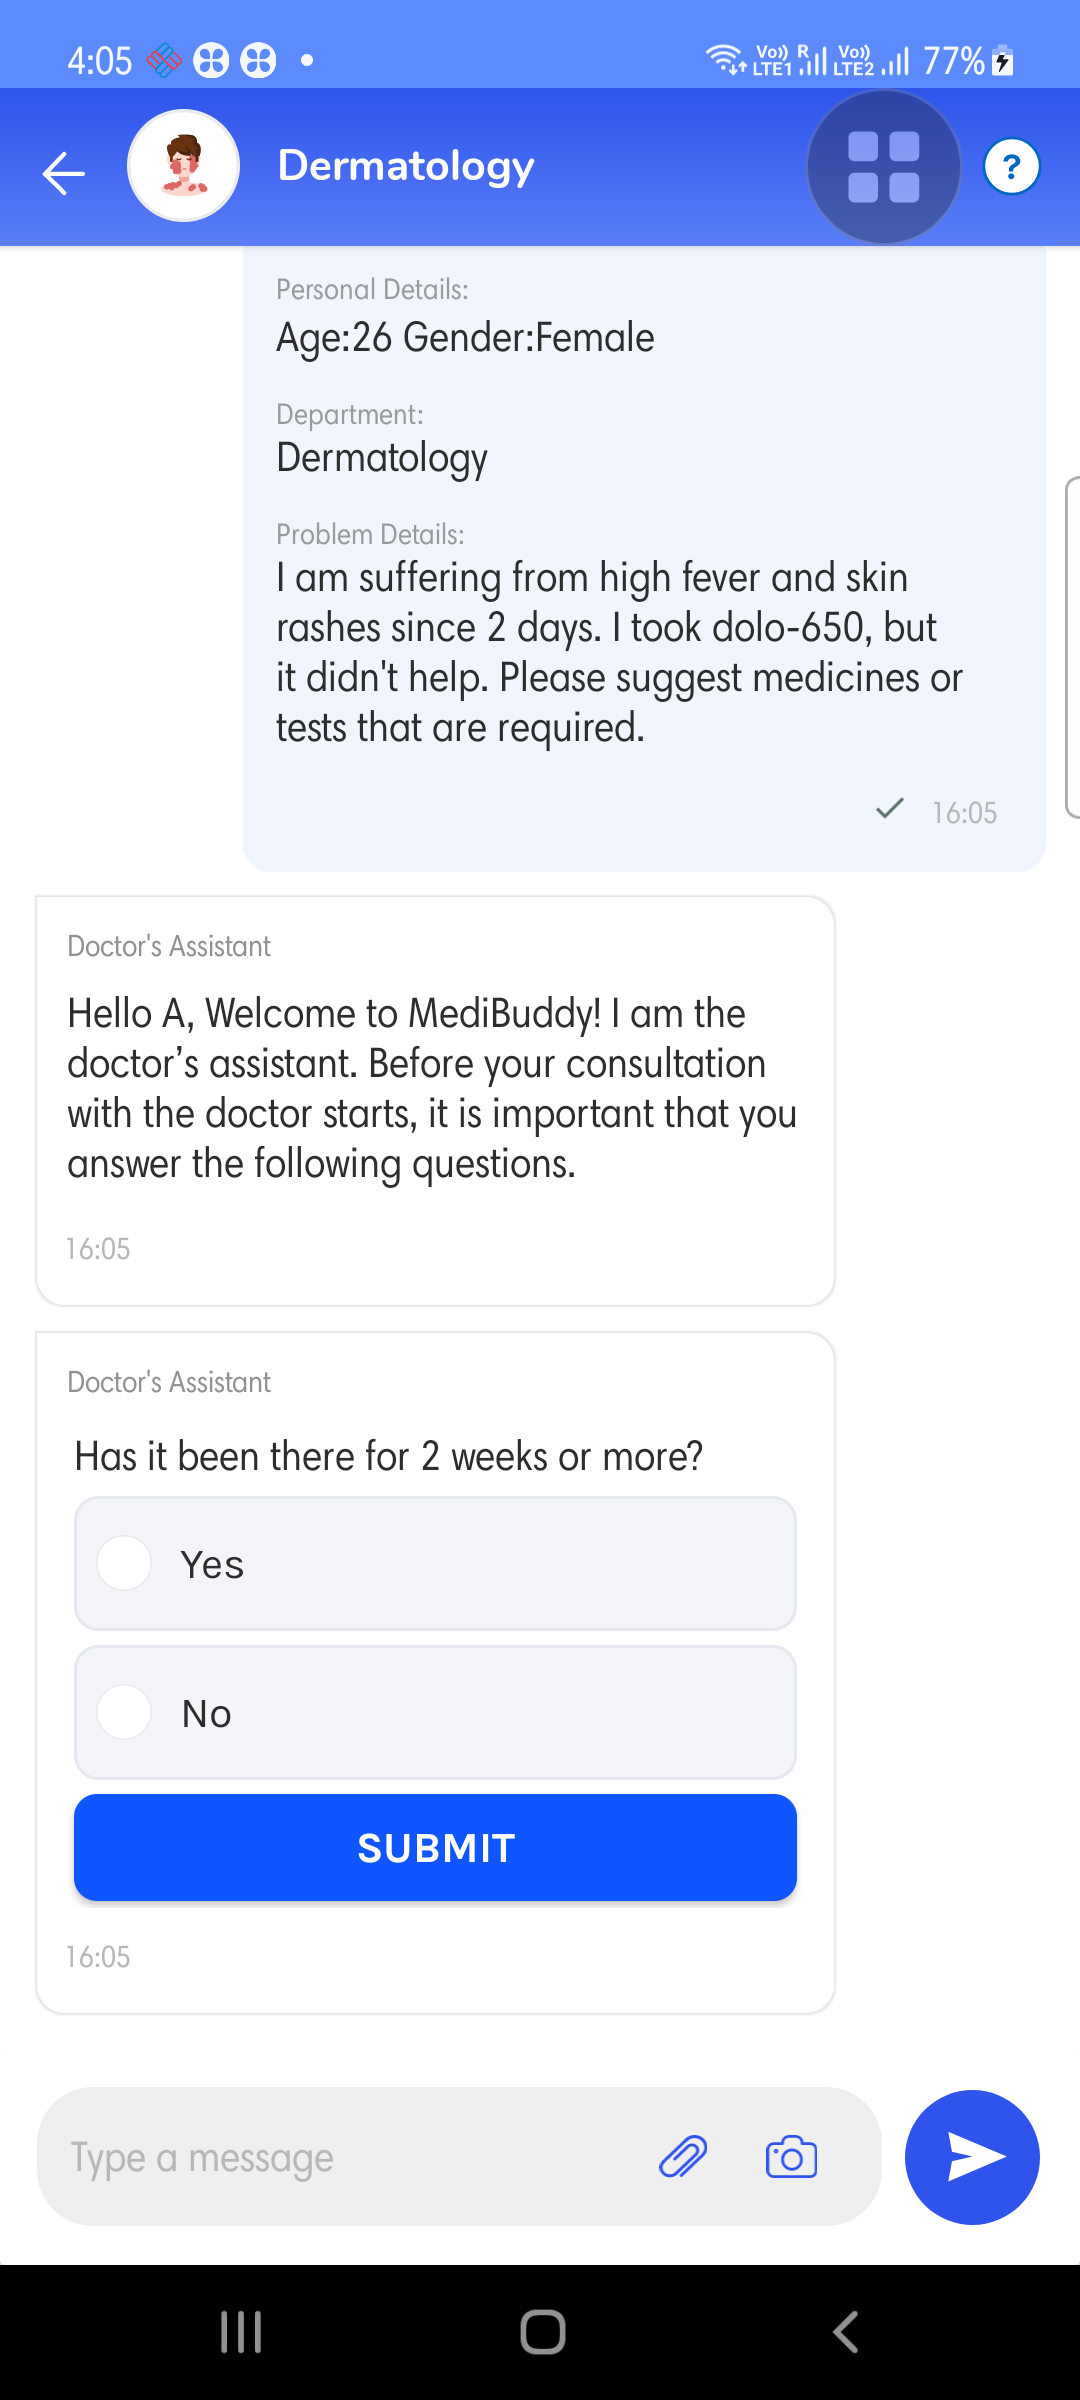 4:05
Vo)) R Vo))
LTE1 LTE2 77%
Dermatology
?
Personal Details:
Age:26 Gender:Female
Department:
Dermatology
Problem Details:
I am suffering from high fever and skin
rashes since 2 days. I took dolo-650, but
it didn't help. Please suggest medicines or
tests that are required.
16:05
Doctor's Assistant
Hello A, Welcome to MediBuddy! I am the
doctor’s assistant. Before your consultation
with the doctor starts, it is important that you
answer the following questions.
16:05
Doctor's Assistant
Has it been there for 2 weeks or more?
Yes
No
SUBMIT
16:05
Type a message